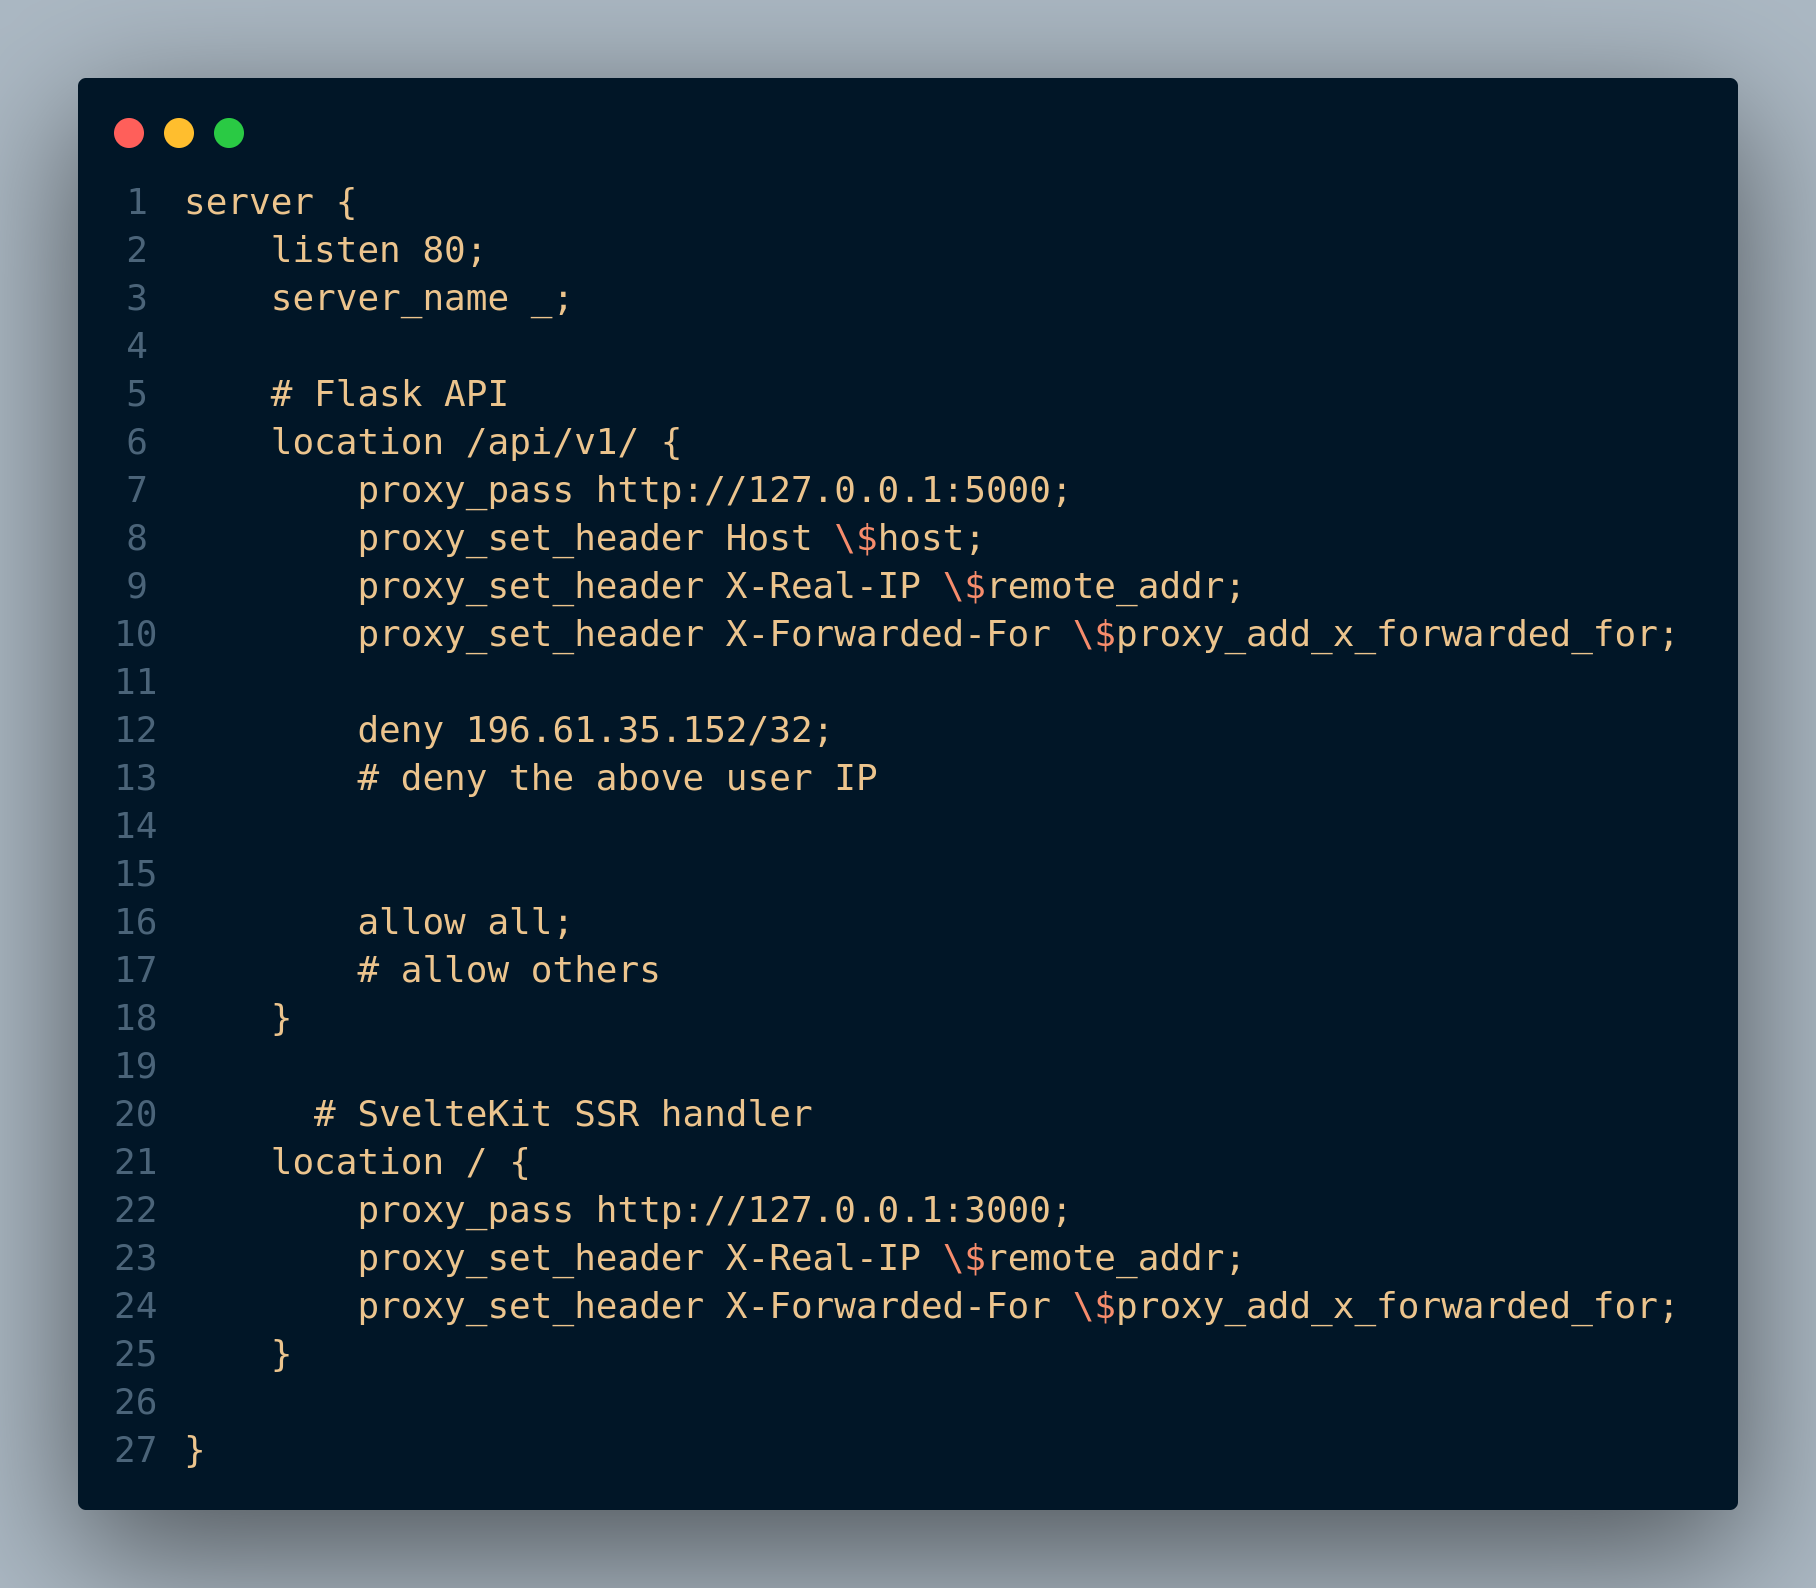 1 server {
2     listen 80;
3     server_name _;
4
5     # Flask API
6     location /api/v1/ {
7         proxy_pass http://127.0.0.1:5000;
8         proxy_set_header Host \$host;
9         proxy_set_header X-Real-IP \$remote_addr;
10         proxy_set_header X-Forwarded-For \$proxy_add_x_forwarded_for;
11
12         deny 196.61.35.152/32;
13         # deny the above user IP
14
15
16         allow all;
17         # allow others
18     }
19
20       # SvelteKit SSR handler
21     location / {
22         proxy_pass http://127.0.0.1:3000;
23         proxy_set_header X-Real-IP \$remote_addr;
24         proxy_set_header X-Forwarded-For \$proxy_add_x_forwarded_for;
25     }
26
27 }